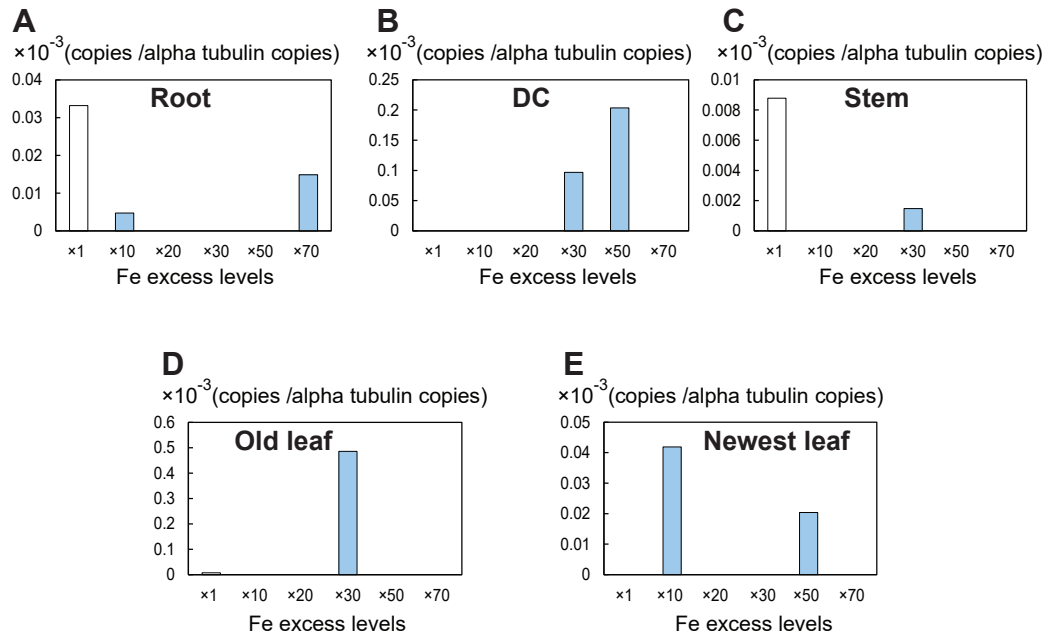 A
×10-3(copies /alpha tubulin copies)
Root
0.04
0.03
0.02
0.01
0
×1 ×10 ×20 ×30 ×50 ×70
Fe excess levels
B
×10-3(copies /alpha tubulin copies)
DC
0.25
0.2
0.15
0.1
0.05
0
×1 ×10 ×20 ×30 ×50 ×70
Fe excess levels
C
×10-3(copies /alpha tubulin copies)
Stem
0.01
0.008
0.006
0.004
0.002
0
×1 ×10 ×20 ×30 ×50 ×70
Fe excess levels
D
×10-3(copies /alpha tubulin copies)
Old leaf
0.6
0.5
0.4
0.3
0.2
0.1
0
×1 ×10 ×20 ×30 ×50 ×70
Fe excess levels
E
×10-3(copies /alpha tubulin copies)
Newest leaf
0.05
0.04
0.03
0.02
0.01
0
×1 ×10 ×20 ×30 ×50 ×70
Fe excess levels